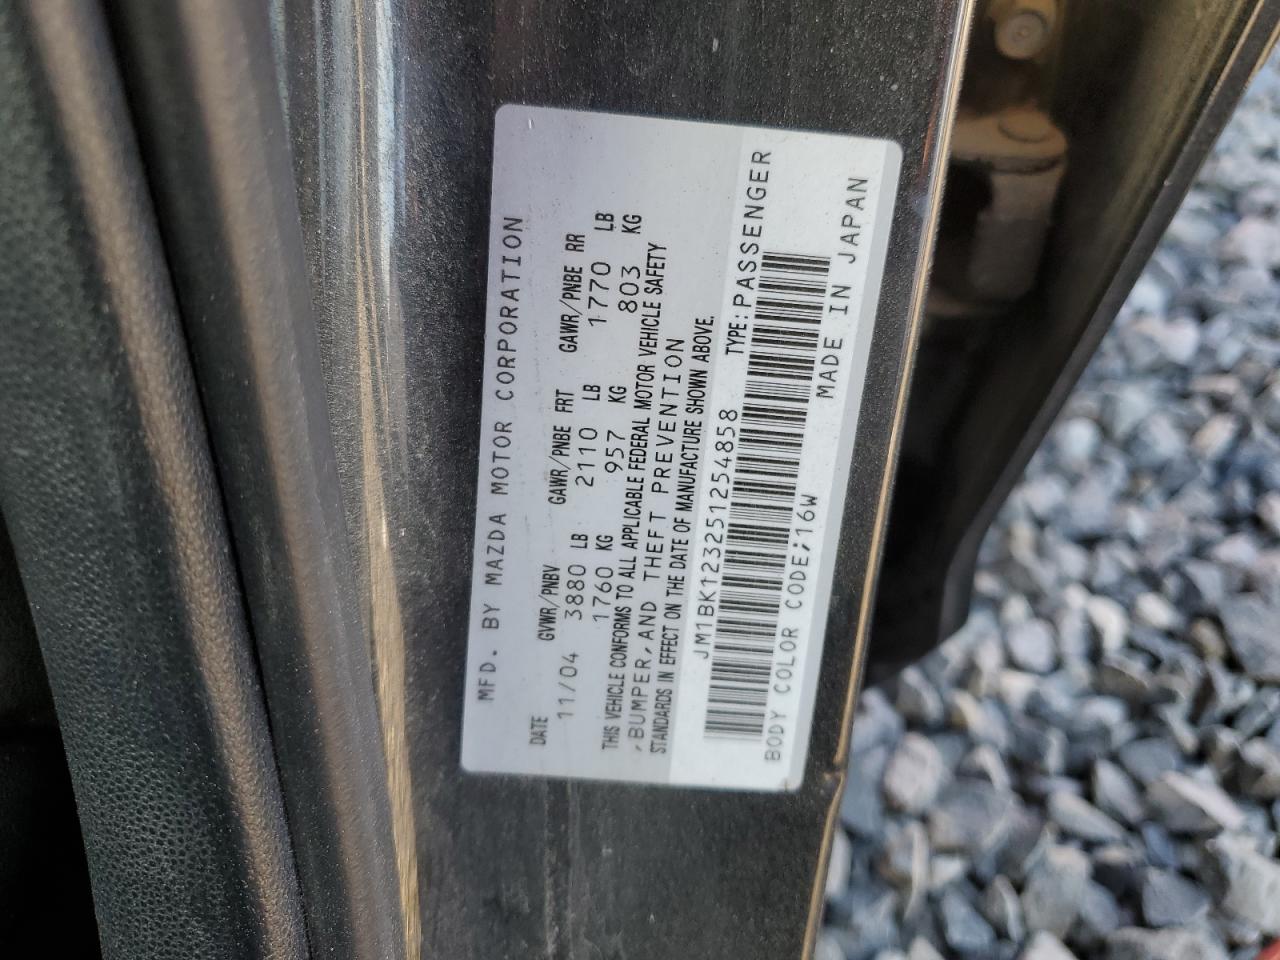 MFD. BY MAZDA MOTOR CORPORATION
DATE GVWR/PNBV GAWR/PNBE FRT GAWR/PNBE RR
11/04 3880 LB 2110 LB 1770 LB
1760 KG 957 KG 803 KG
THIS VEHICLE CONFORMS TO ALL APPLICABLE FEDERAL MOTOR VEHICLE SAFETY
,BUMPER,AND THEFT PREVENTION
STANDARDS IN EFFECT ON THE DATE OF MANUFACTURE SHOWN ABOVE.
JM1BK123251254858 TYPE:PASSENGER
BODY COLOR CODE;16W MADE IN JAPAN